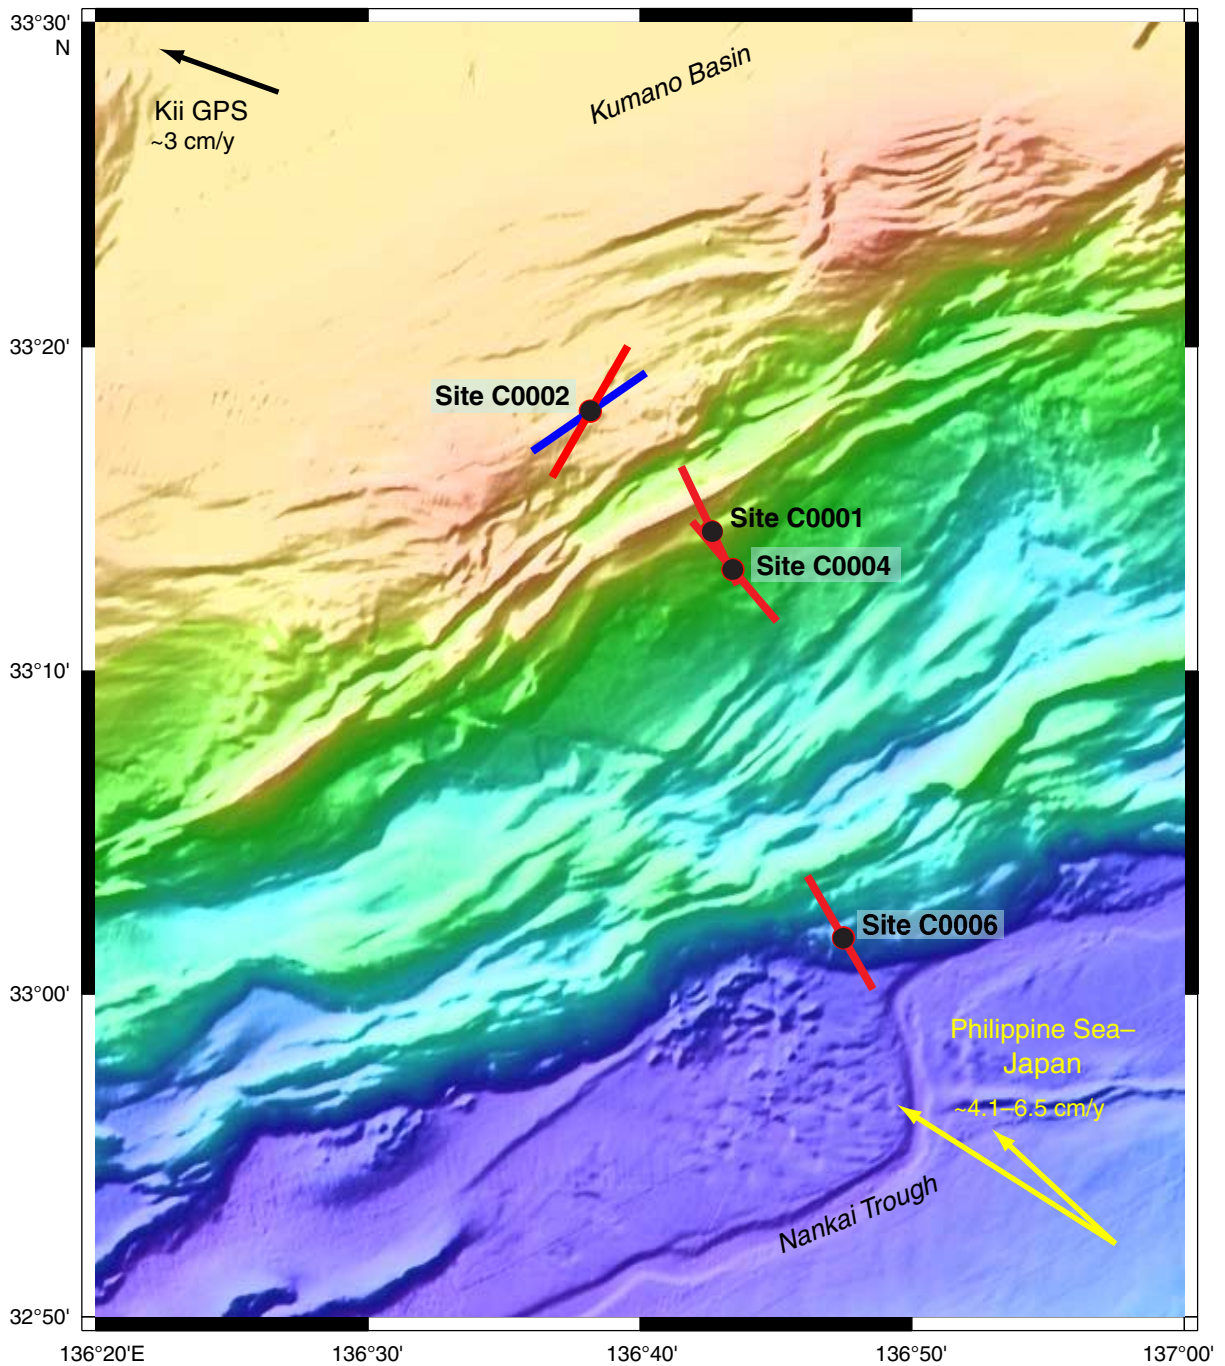 33°30'
N
Kii GPS
~3 cm/y
Kumano Basin
33°20'
Site C0002
Site C0001
Site C0004
33°10'
Site C0006
33°00'
Philippine Sea–
Japan
~4.1–6.5 cm/y
Nankai Trough
32°50'
136°20'E
136°30'
136°40'
136°50'
137°00'